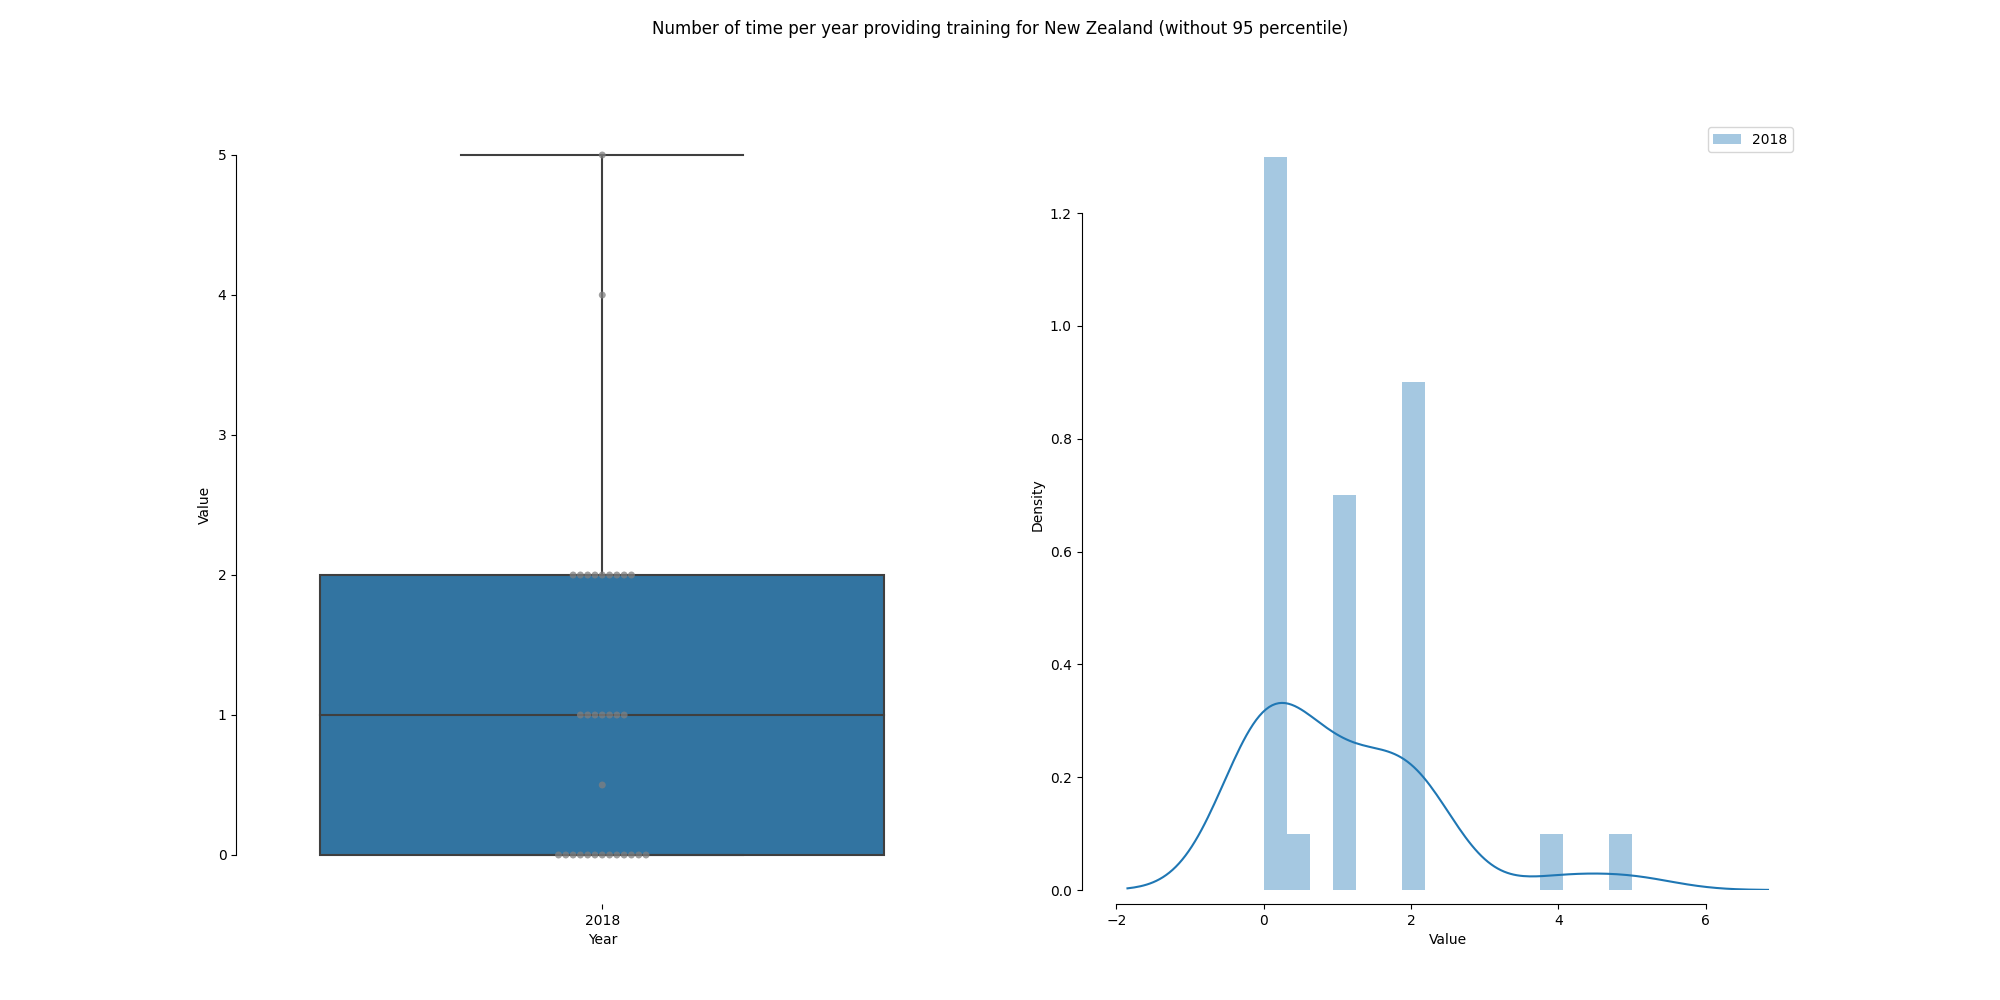 Number of time per year providing training for New Zealand (without 95 percentile)
5
4
3
2
1
0
Value
2018
Year
2018
1.2
1.0
0.8
0.6
0.4
0.2
0.0
Density
−2 0 2 4 6
Value